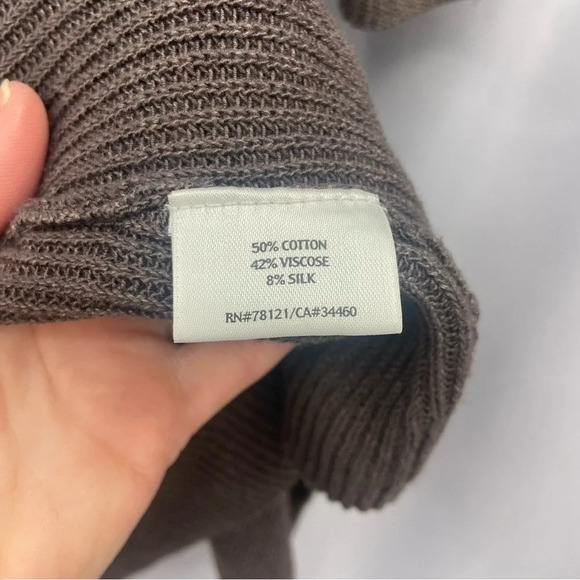 50% COTTON
42% VISCOSE
8% SILK
RN#78121/CA#34460